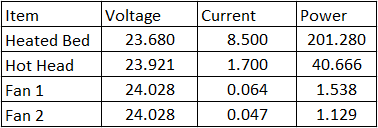 Item Voltage Current Power
Heated Bed 23.680 8.500 201.280
Hot Head 23.921 1.700 40.666
Fan 1 24.028 0.064 1.538
Fan 2 24.028 0.047 1.129